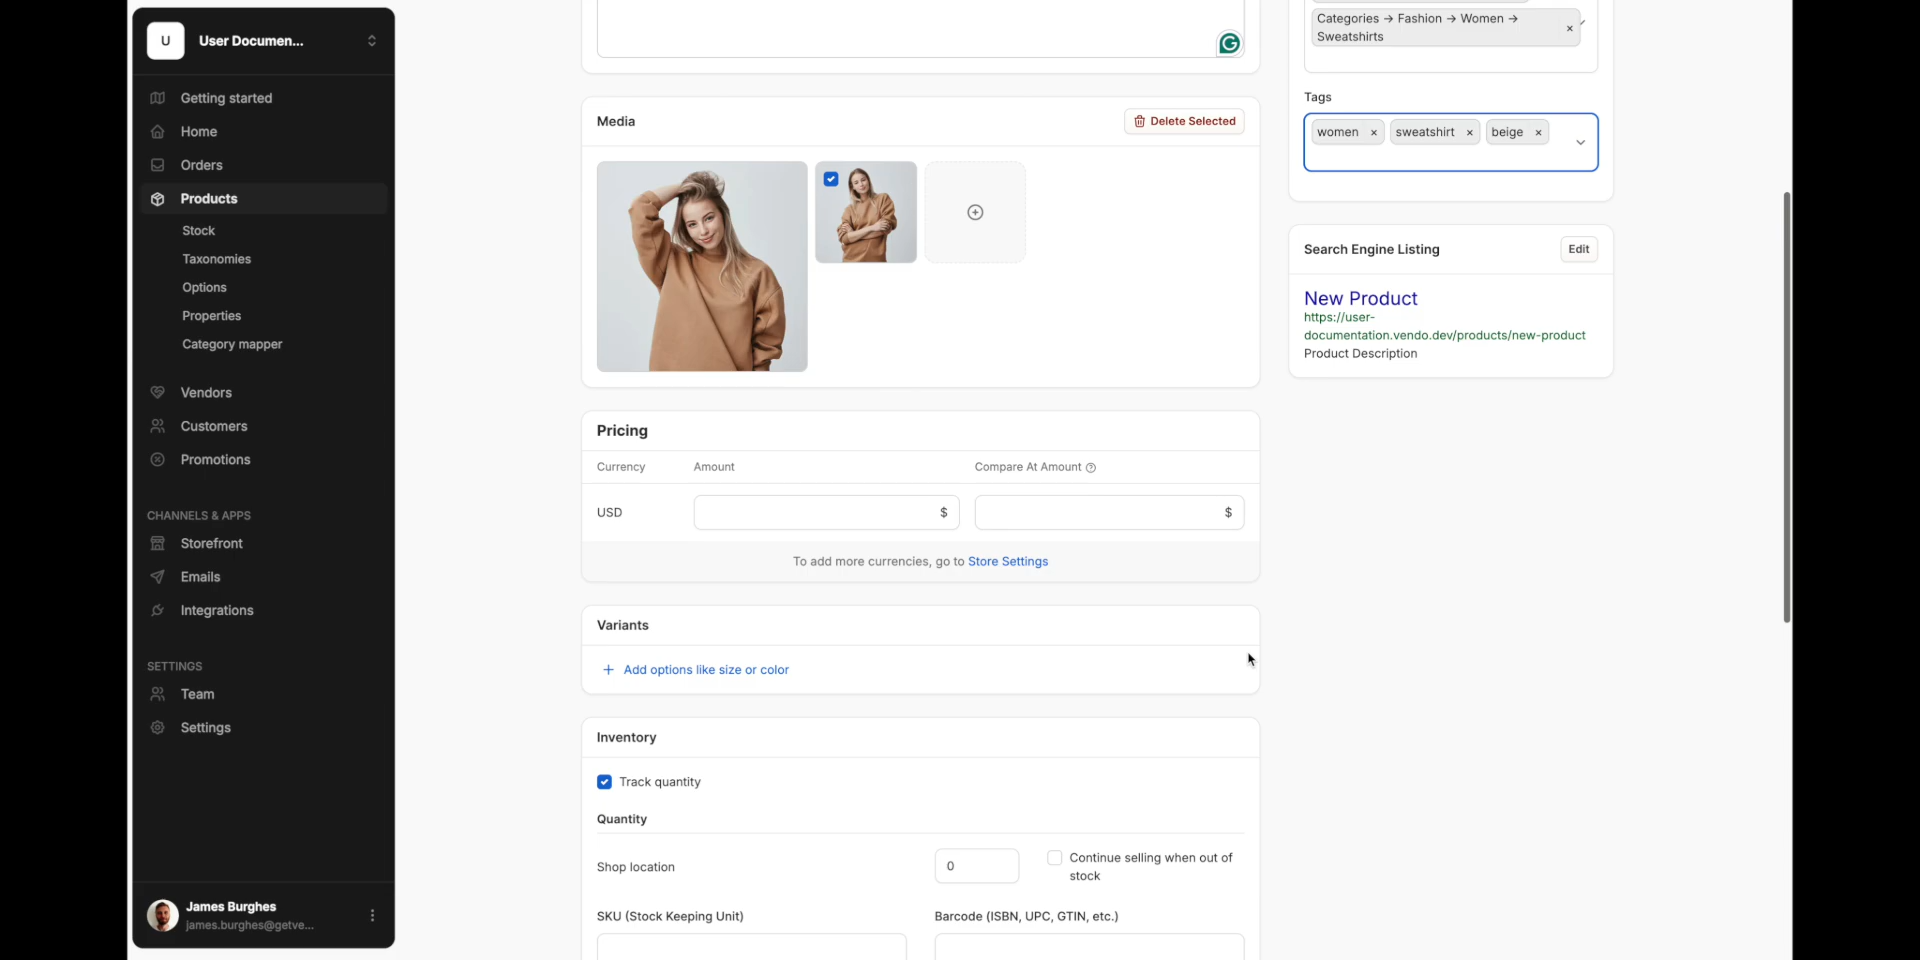 U
User Documen...
Getting started
Home
Orders
Products
Stock
Taxonomies
Options
Properties
Category mapper
Vendors
Customers
Promotions
CHANNELS & APPS
Storefront
Emails
Integrations
SETTINGS
Team
Settings
James Burghes
james.burghes@getve...
Media
Delete Selected
Pricing
Currency
Amount
Compare At Amount
USD
$
$
To add more currencies, go to Store Settings
Variants
+ Add options like size or color
Inventory
Track quantity
Quantity
Shop location
0
Continue selling when out of
stock
SKU (Stock Keeping Unit)
Barcode (ISBN, UPC, GTIN, etc.)
Categories → Fashion → Women →
Sweatshirts
×
Tags
women × sweatshirt × beige ×
Search Engine Listing
Edit
New Product
https://user-
documentation.vendo.dev/products/new-product
Product Description